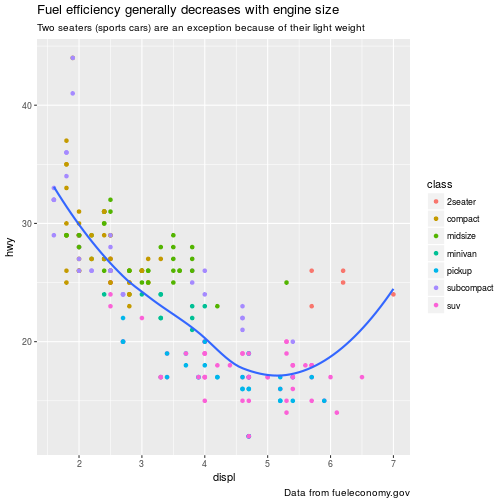 Fuel efficiency generally decreases with engine size
Two seaters (sports cars) are an exception because of their light weight
40
30
20
hwy
2 3 4 5 6 7
displ
class
2seater
compact
midsize
minivan
pickup
subcompact
suv
Data from fueleconomy.gov